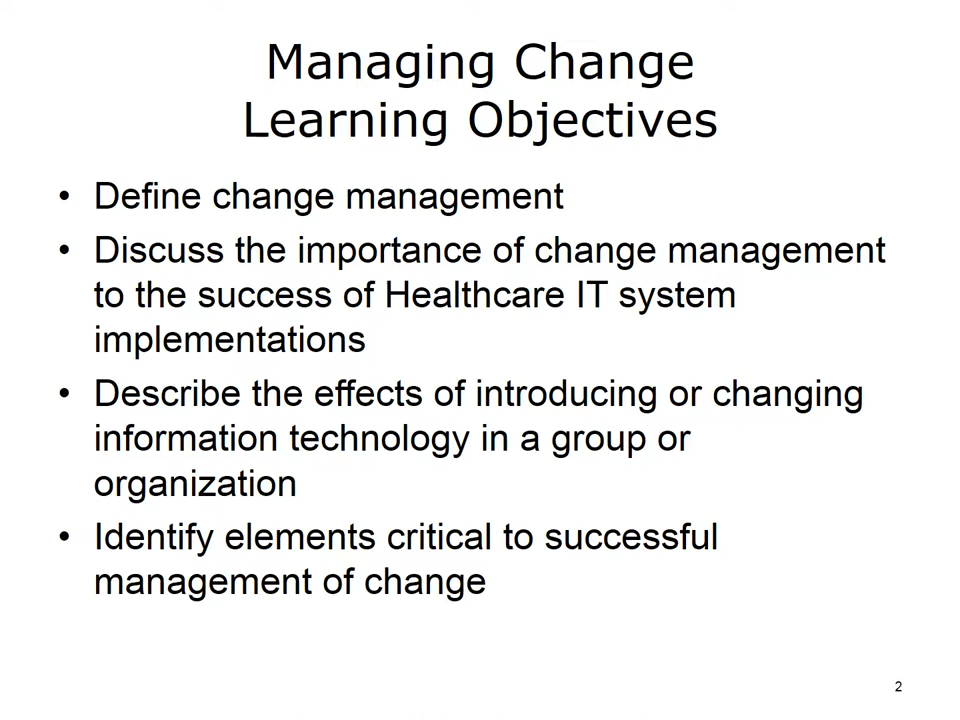 Managing Change
Learning Objectives
• Define change management
• Discuss the importance of change management
to the success of Healthcare IT system
implementations
• Describe the effects of introducing or changing
information technology in a group or
organization
• Identify elements critical to successful
management of change
2